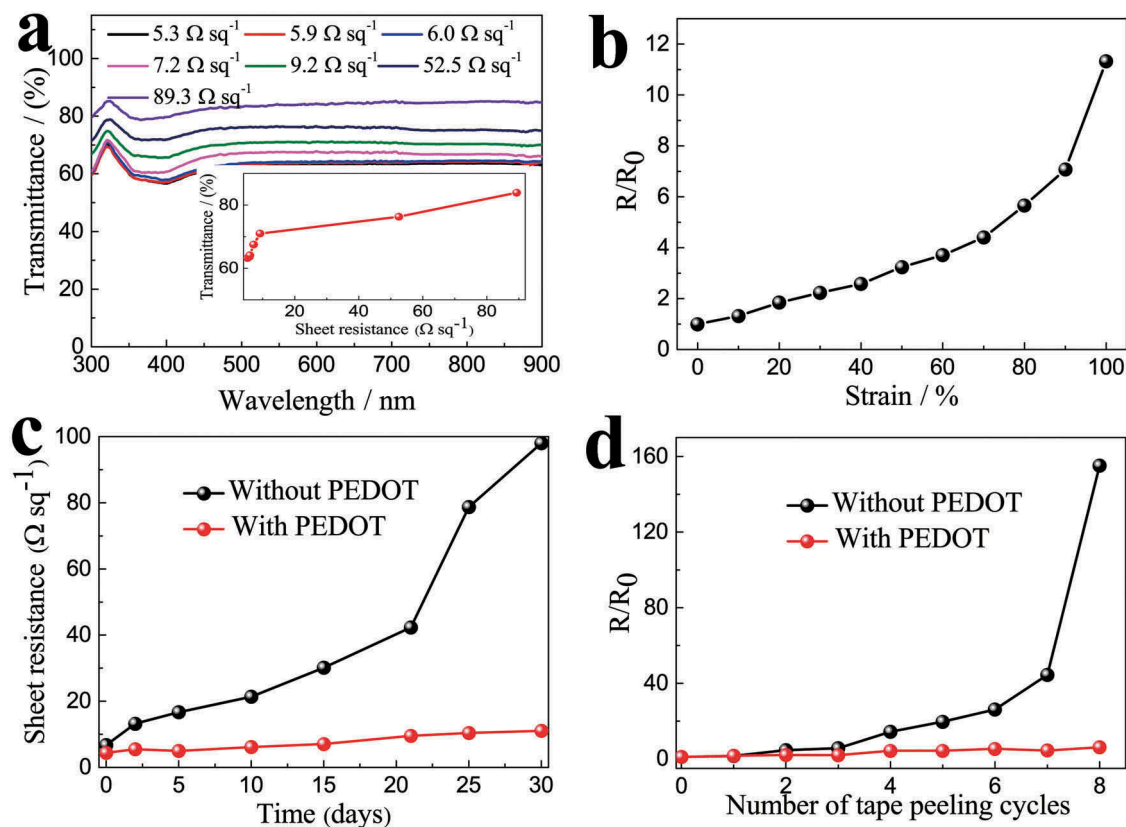 a
5.3 Ω sq⁻¹ 5.9 Ω sq⁻¹ 6.0 Ω sq⁻¹
7.2 Ω sq⁻¹ 9.2 Ω sq⁻¹ 52.5 Ω sq⁻¹
89.3 Ω sq⁻¹
Transmittance / (%)
100
80
60
40
20
0
300 400 500 600 700 800 900
Wavelength / nm
Transmittance / (%)
80
60
20 40 60 80
Sheet resistance (Ω sq⁻¹)
b
R/R₀
12
10
8
6
4
2
0
0 20 40 60 80 100
Strain / %
c
Sheet resistance (Ω sq⁻¹)
100
80
60
40
20
0
Without PEDOT
With PEDOT
0 5 10 15 20 25 30
Time (days)
d
R/R₀
160
120
80
40
0
Without PEDOT
With PEDOT
0 2 4 6 8
Number of tape peeling cycles